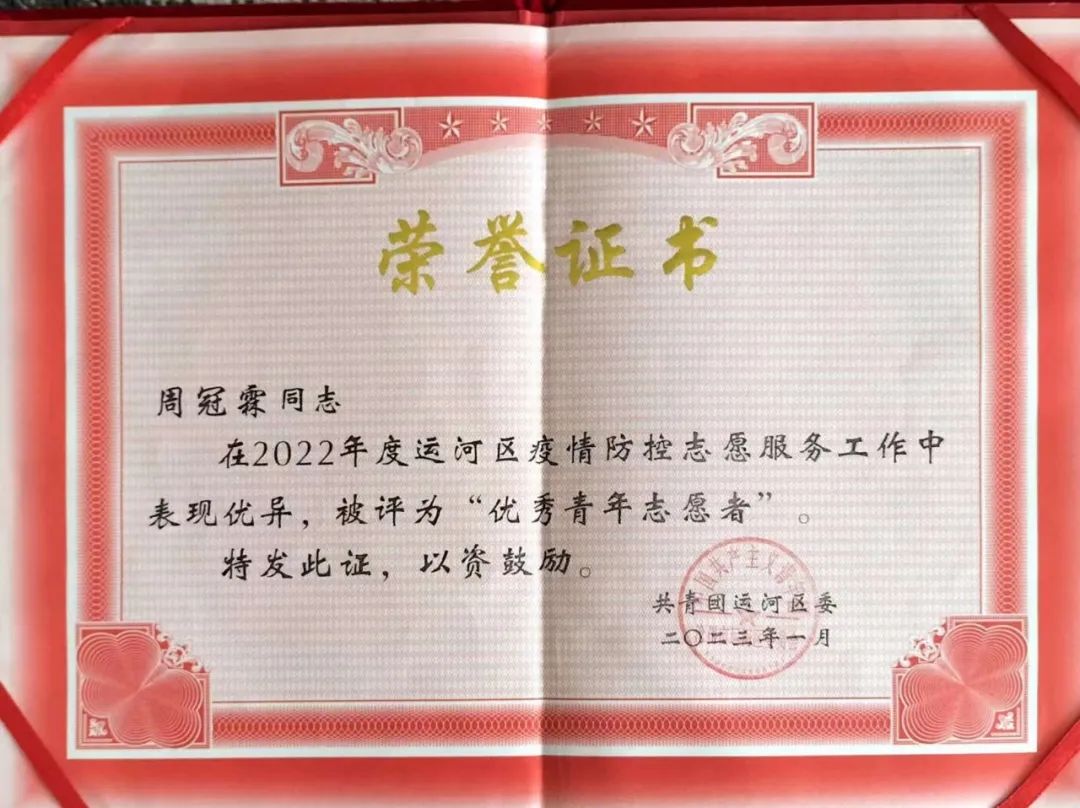 荣誉证书
周冠霖同志
在2022年度运河区疫情防控志愿服务工作中
表现优异，被评为“优秀青年志愿者”。
特发此证，以资鼓励。
共青团运河区委
二〇二三年一月